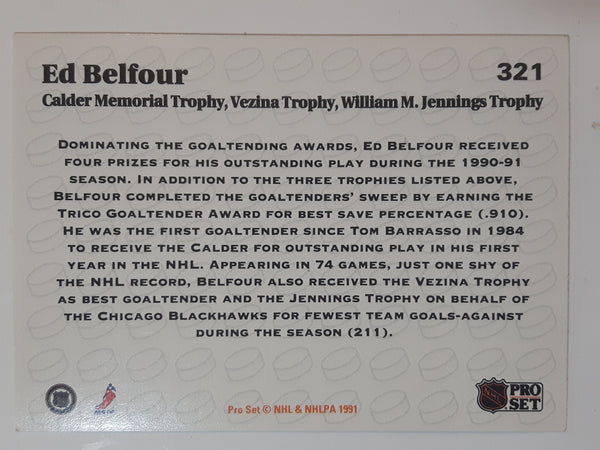 Ed Belfour 321
Calder Memorial Trophy, Vezina Trophy, William M. Jennings Trophy
DOMINATING THE GOALTENDING AWARDS, ED BELFOUR RECEIVED
FOUR PRIZES FOR HIS OUTSTANDING PLAY DURING THE 1990-91
SEASON. IN ADDITION TO THE THREE TROPHIES LISTED ABOVE,
BELFOUR COMPLETED THE GOALTENDERS' SWEEP BY EARNING THE
TRICO GOALTENDER AWARD FOR BEST SAVE PERCENTAGE (.910).
HE WAS THE FIRST GOALTENDER SINCE TOM BARRASSO IN 1984
TO RECEIVE THE CALDER FOR OUTSTANDING PLAY IN HIS FIRST
YEAR IN THE NHL. APPEARING IN 74 GAMES, JUST ONE SHY OF
THE NHL RECORD, BELFOUR ALSO RECEIVED THE VEZINA TROPHY
AS BEST GOALTENDER AND THE JENNINGS TROPHY ON BEHALF OF
THE CHICAGO BLACKHAWKS FOR FEWEST TEAM GOALS-AGAINST
DURING THE SEASON (211).
Pro Set © NHL & NHLPA 1991
NHL PRO SET